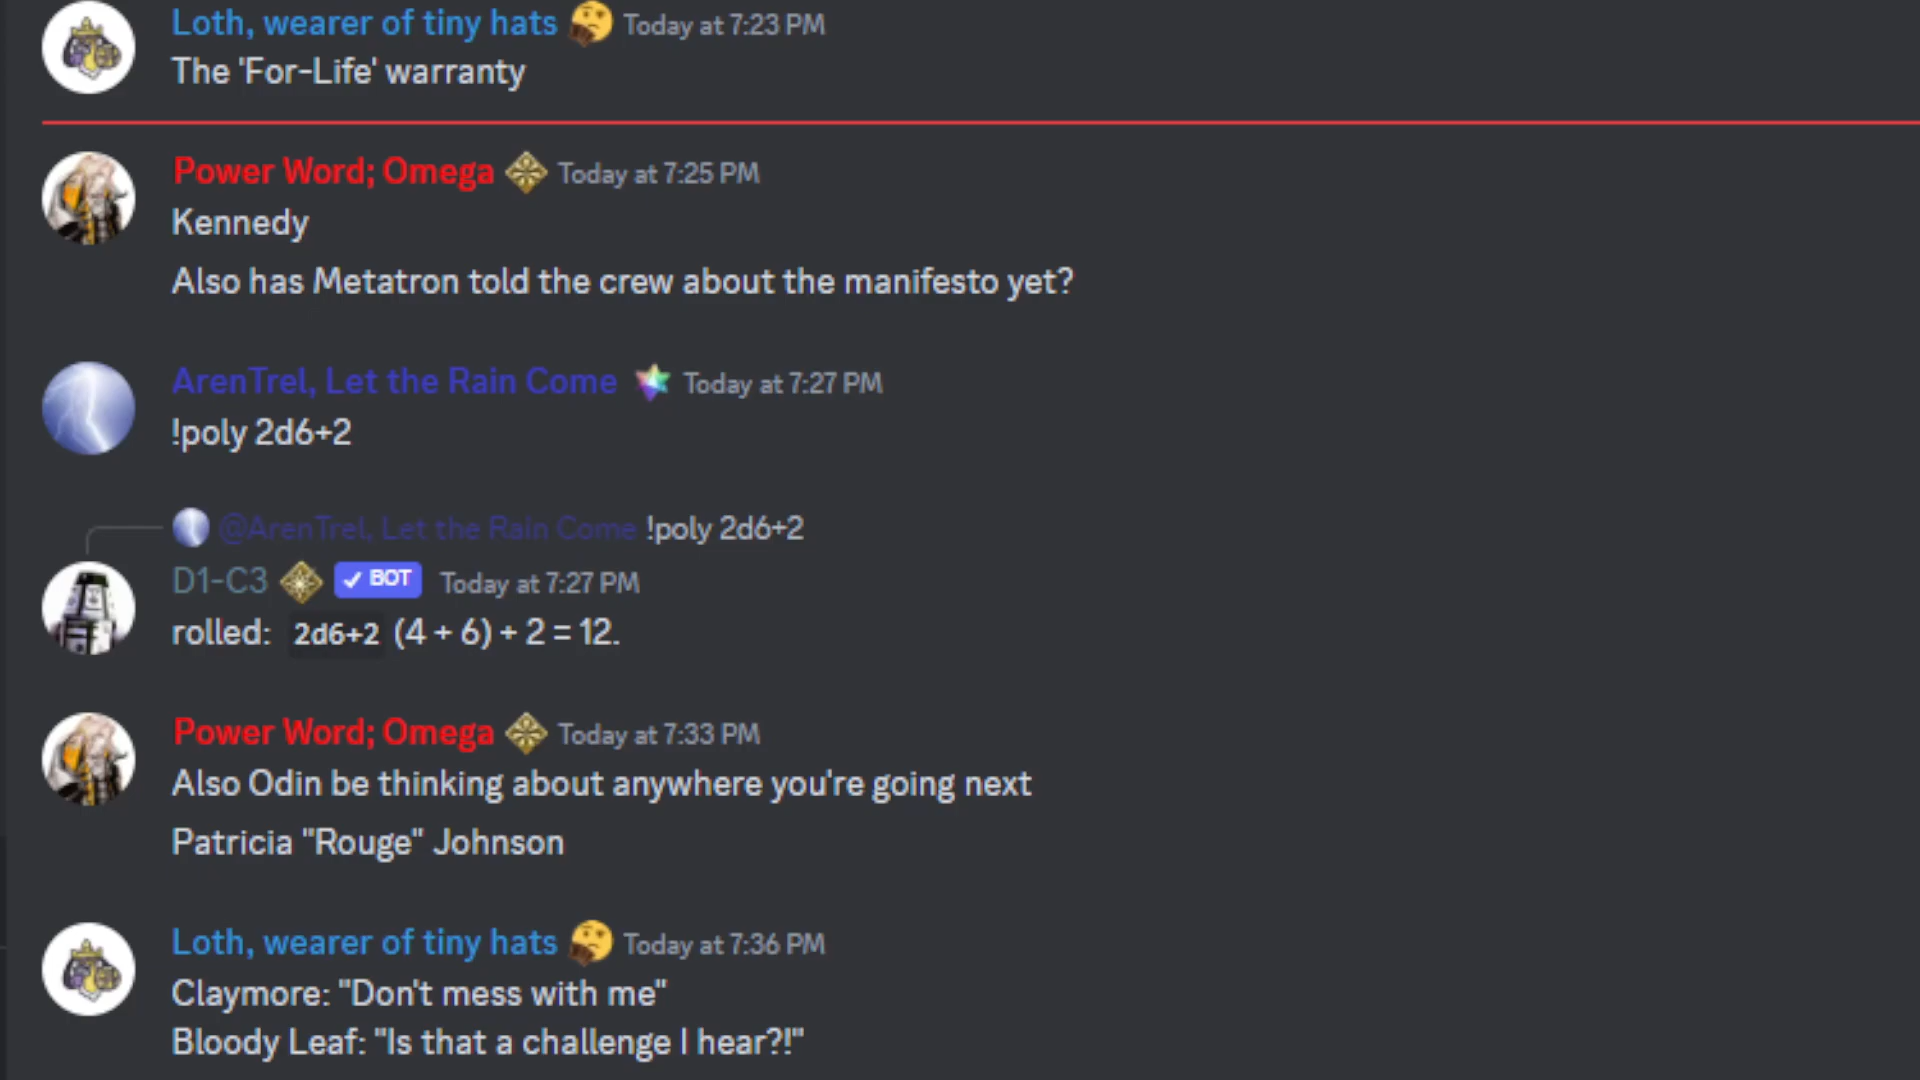 Loth, wearer of tiny hats Today at 7:23 PM
The 'For-Life' warranty
Power Word; Omega Today at 7:25 PM
Kennedy
Also has Metatron told the crew about the manifesto yet?
ArenTrel, Let the Rain Come Today at 7:27 PM
!poly 2d6+2
@ArenTrel, Let the Rain Come !poly 2d6+2
D1-C3 BOT Today at 7:27 PM
rolled: 2d6+2 (4 + 6) + 2 = 12.
Power Word; Omega Today at 7:33 PM
Also Odin be thinking about anywhere you're going next
Patricia "Rouge" Johnson
Loth, wearer of tiny hats Today at 7:36 PM
Claymore: "Don't mess with me"
Bloody Leaf: "Is that a challenge I hear?!"